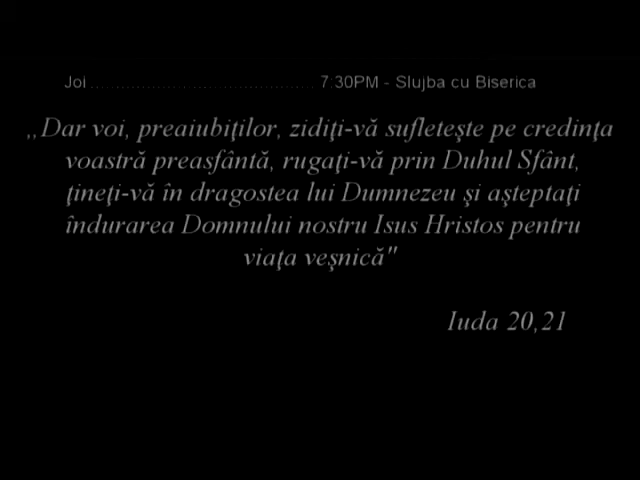 Joi........................................... 7:30PM - Slujba cu Biserica
,,Dar voi, preaiubiţilor, zidiţi-vă sufleteşte pe credinţa
voastră preasfântă, rugaţi-vă prin Duhul Sfânt,
ţineţi-vă în dragostea lui Dumnezeu şi aşteptaţi
îndurarea Domnului nostru Isus Hristos pentru
viaţa veşnică"
Iuda 20,21